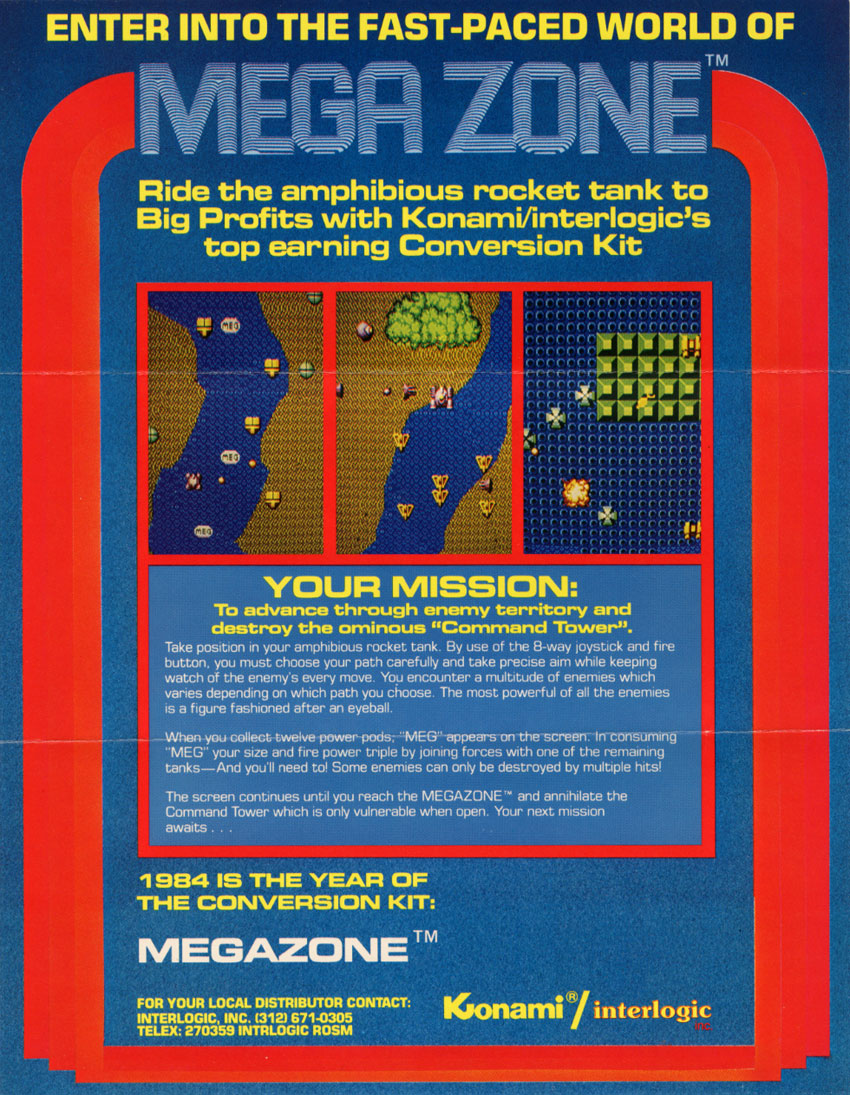 ENTER INTO THE FAST-PACED WORLD OF
MEGA ZONE™
Ride the amphibious rocket tank to
Big Profits with Konami/interlogic's
top earning Conversion Kit
MEG
MEG
MEG
YOUR MISSION:
To advance through enemy territory and
destroy the ominous "Command Tower".
Take position in your amphibious rocket tank. By use of the 8-way joystick and fire
button, you must choose your path carefully and take precise aim while keeping
watch of the enemy's every move. You encounter a multitude of enemies which
varies depending on which path you choose. The most powerful of all the enemies
is a figure fashioned after an eyeball.
When you collect twelve power pods; "MEG" appears on the screen. In consuming
"MEG" your size and fire power triple by joining forces with one of the remaining
tanks—And you'll need to! Some enemies can only be destroyed by multiple hits!
The screen continues until you reach the MEGAZONE™ and annihilate the
Command Tower which is only vulnerable when open. Your next mission
awaits . . .
1984 IS THE YEAR OF
THE CONVERSION KIT:
MEGAZONE™
FOR YOUR LOCAL DISTRIBUTOR CONTACT:
INTERLOGIC, INC. (312) 671-0305
TELEX: 270359 INTRLOGIC ROSM
Konami®/interlogic
INC.